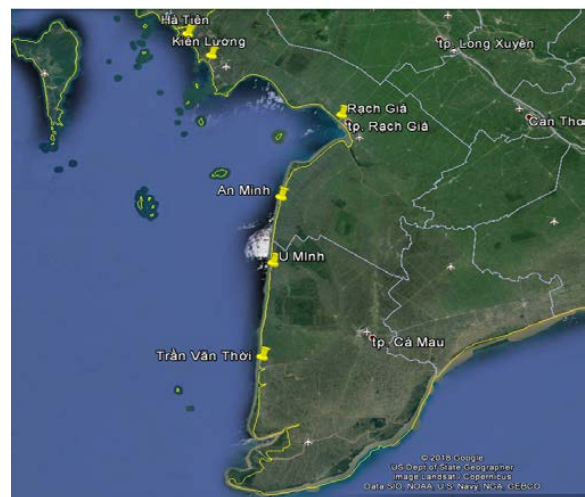 Hà Tiên
Kiên Lương
tp. Long Xuyên
Rạch Giá
tp. Rạch Giá
Cần Thơ
An Minh
U Minh
Trần Văn Thời
tp. Cà Mau
© 2018 Google
US Dept of State Geographer
Image Landsat / Copernicus
Data SIO, NOAA, U.S. Navy, NGA, GEBCO